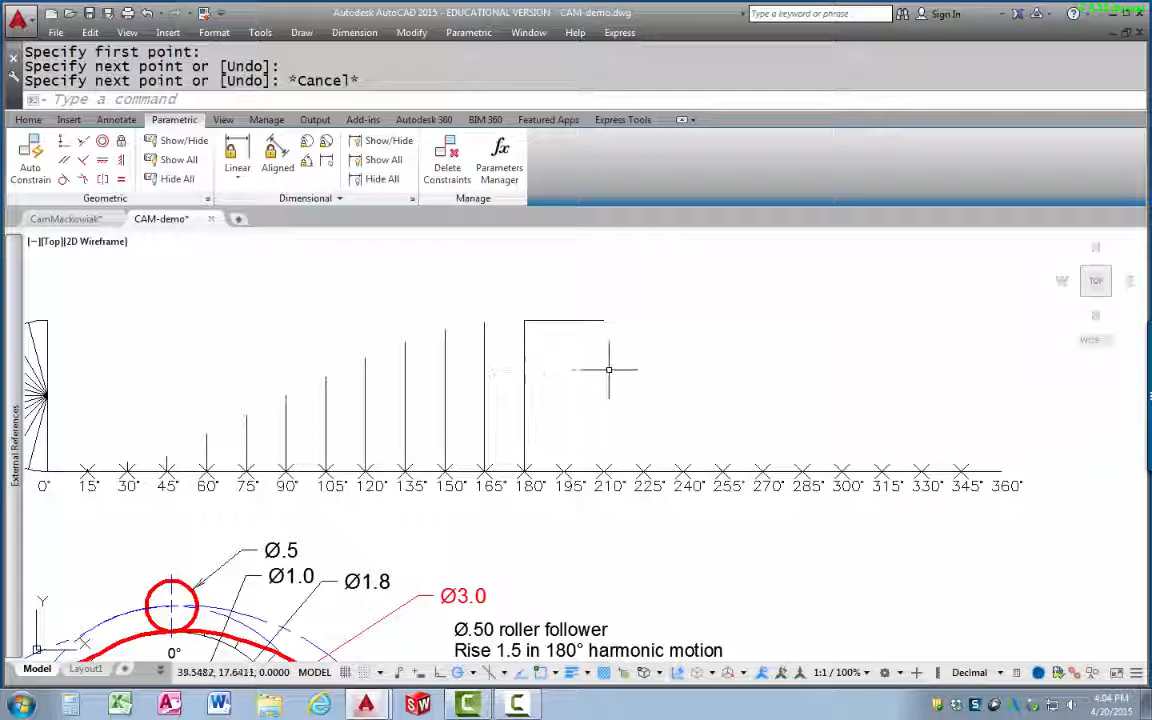 Autodesk AutoCAD 2015 - EDUCATIONAL VERSION - CAM-demo.dwg
Type a keyword or phrase
Sign In
File Edit View Insert Format Tools Draw Dimension Modify Parametric Window Help Express
Specify first point:
Specify next point or [Undo]:
Specify next point or [Undo]: *Cancel*
Type a command
Home Insert Annotate Parametric View Manage Output Add-ins Autodesk 360 BIM 360 Featured Apps Express Tools
Auto Constrain
Show/Hide
Show All
Hide All
Linear
Aligned
Show/Hide
Show All
Hide All
Delete Constraints
Parameters Manager
Geometric
Dimensional
Manage
CamMackowiak*
CAM-demo*
[−][Top][2D Wireframe]
TOP
External References
0° 15° 30° 45° 60° 75° 90° 105° 120° 135° 150° 165° 180° 195° 210° 225° 240° 255° 270° 285° 300° 315° 330° 345° 360°
Ø.5
Ø1.0
Ø1.8
Ø3.0
Y
X
0°
Ø.50 roller follower
Rise 1.5 in 180° harmonic motion
Model
Layout1
38.5482, 17.6411, 0.0000
MODEL
1:1 / 100%
Decimal
4:04 PM
4/20/2015